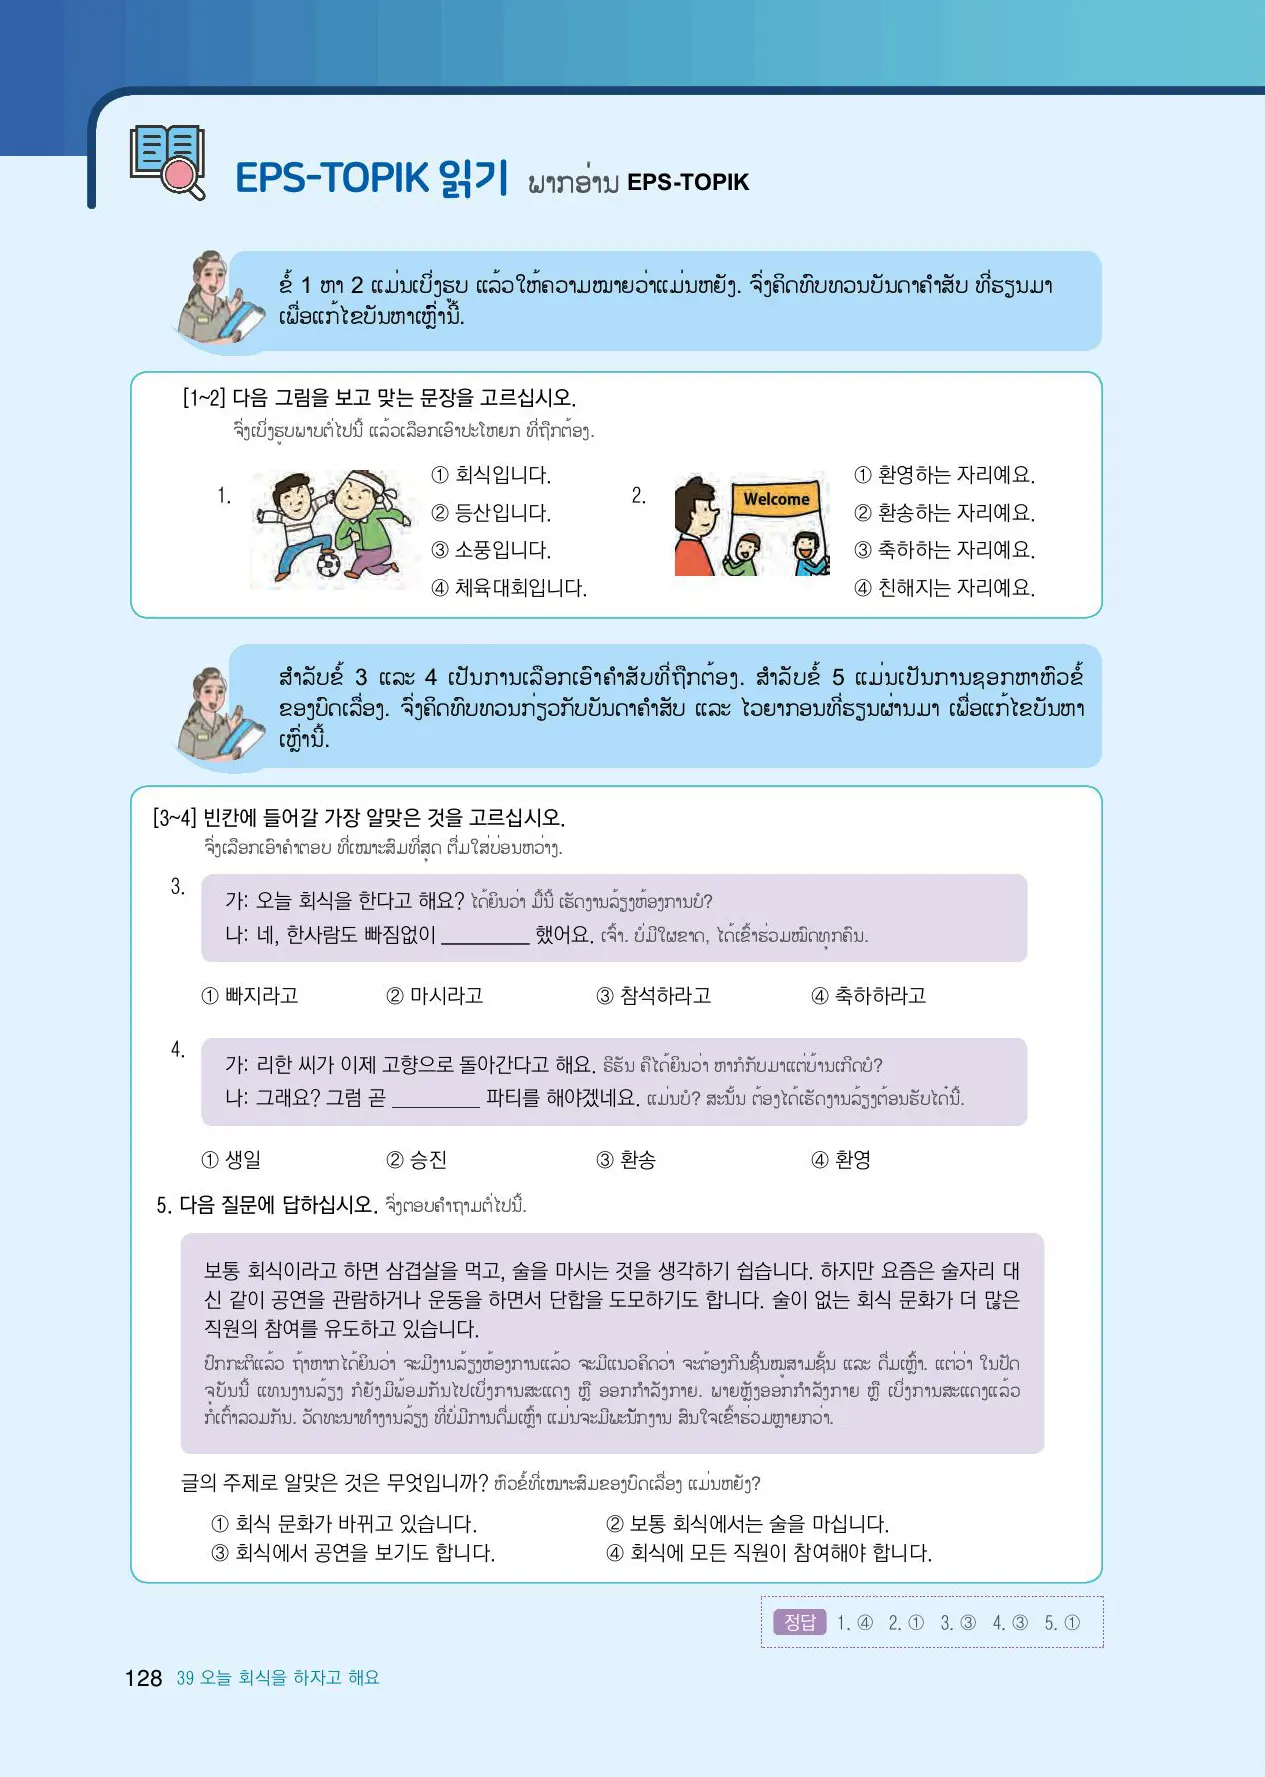 EPS-TOPIK 읽기 ພາກອ່ານ EPS-TOPIK
ຂໍ້ 1 ຫາ 2 ແມ່ນເບິ່ງຮູບ ແລ້ວໃຫ້ຄວາມໝາຍວ່າແມ່ນຫຍັງ. ຈົ່ງຄິດທົບທວນບັນດາຄຳສັບ ທີ່ຮຽນມາ
ເພື່ອແກ້ໄຂບັນຫາເຫຼົ່ານີ້.
[1~2] 다음 그림을 보고 맞는 문장을 고르십시오.
ຈົ່ງເບິ່ງຮູບພາບຕໍ່ໄປນີ້ ແລ້ວເລືອກເອົາປະໂຫຍກ ທີ່ຖືກຕ້ອງ.
1.
① 회식입니다.
② 등산입니다.
③ 소풍입니다.
④ 체육대회입니다.
2.
Welcome
① 환영하는 자리예요.
② 환송하는 자리예요.
③ 축하하는 자리예요.
④ 친해지는 자리예요.
ສຳລັບຂໍ້ 3 ແລະ 4 ເປັນການເລືອກເອົາຄຳສັບທີ່ຖືກຕ້ອງ. ສຳລັບຂໍ້ 5 ແມ່ນເປັນການຊອກຫາຫົວຂໍ້
ຂອງບົດເລື່ອງ. ຈົ່ງຄິດທົບທວນກ່ຽວກັບບັນດາຄຳສັບ ແລະ ໄວຍາກອນທີ່ຮຽນຜ່ານມາ ເພື່ອແກ້ໄຂບັນຫາ
ເຫຼົ່ານີ້.
[3~4] 빈칸에 들어갈 가장 알맞은 것을 고르십시오.
ຈົ່ງເລືອກເອົາຄຳຕອບ ທີ່ເໝາະສົມທີ່ສຸດ ຕື່ມໃສ່ບ່ອນຫວ່າງ.
3.
가: 오늘 회식을 한다고 해요? ໄດ້ຍິນວ່າ ມື້ນີ້ ເຮັດງານລ້ຽງຫ້ອງການບໍ?
나: 네, 한사람도 빠짐없이 ________ 했어요. ເຈົ້າ. ບໍ່ມີໃຜຂາດ, ໄດ້ເຂົ້າຮ່ວມໝົດທຸກຄົນ.
① 빠지라고 ② 마시라고 ③ 참석하라고 ④ 축하하라고
4.
가: 리한 씨가 이제 고향으로 돌아간다고 해요. ຣີຮັນ ຄືໄດ້ຍິນວ່າ ຫາກໍກັບມາແຕ່ບ້ານເກີດບໍ?
나: 그래요? 그럼 곧 ________ 파티를 해야겠네요. ແມ່ນບໍ? ສະນັ້ນ ຕ້ອງໄດ້ເຮັດງານລ້ຽງຕ້ອນຮັບໄດ໋ນີ້.
① 생일 ② 승진 ③ 환송 ④ 환영
5. 다음 질문에 답하십시오. ຈົ່ງຕອບຄຳຖາມຕໍ່ໄປນີ້.
보통 회식이라고 하면 삼겹살을 먹고, 술을 마시는 것을 생각하기 쉽습니다. 하지만 요즘은 술자리 대
신 같이 공연을 관람하거나 운동을 하면서 단합을 도모하기도 합니다. 술이 없는 회식 문화가 더 많은
직원의 참여를 유도하고 있습니다.
ປົກກະຕິແລ້ວ ຖ້າຫາກໄດ້ຍິນວ່າ ຈະມີງານລ້ຽງຫ້ອງການແລ້ວ ຈະມີແນວຄິດວ່າ ຈະຕ້ອງກີນຊີ້ນໝູສາມຊັ້ນ ແລະ ດື່ມເຫຼົ້າ. ແຕ່ວ່າ ໃນປັດ
ຈຸບັນນີ້ ແທນງານລ້ຽງ ກໍຍັງມີພ້ອມກັນໄປເບິ່ງການສະແດງ ຫຼື ອອກກຳລັງກາຍ. ພາຍຫຼັງອອກກຳລັງກາຍ ຫຼື ເບິ່ງການສະແດງແລ້ວ
ກໍເຕົ້າລວມກັນ. ວັດທະນາທຳງານລ້ຽງ ທີ່ບໍ່ມີການດື່ມເຫຼົ້າ ແມ່ນຈະມີພະນັກງານ ສົນໃຈເຂົ້າຮ່ວມຫຼາຍກວ່າ.
글의 주제로 알맞은 것은 무엇입니까? ຫົວຂໍ້ທີ່ເໝາະສົມຂອງບົດເລື່ອງ ແມ່ນຫຍັງ?
① 회식 문화가 바뀌고 있습니다. ② 보통 회식에서는 술을 마십니다.
③ 회식에서 공연을 보기도 합니다. ④ 회식에 모든 직원이 참여해야 합니다.
정답 1. ④ 2. ① 3. ③ 4. ③ 5. ①
128 39 오늘 회식을 하자고 해요